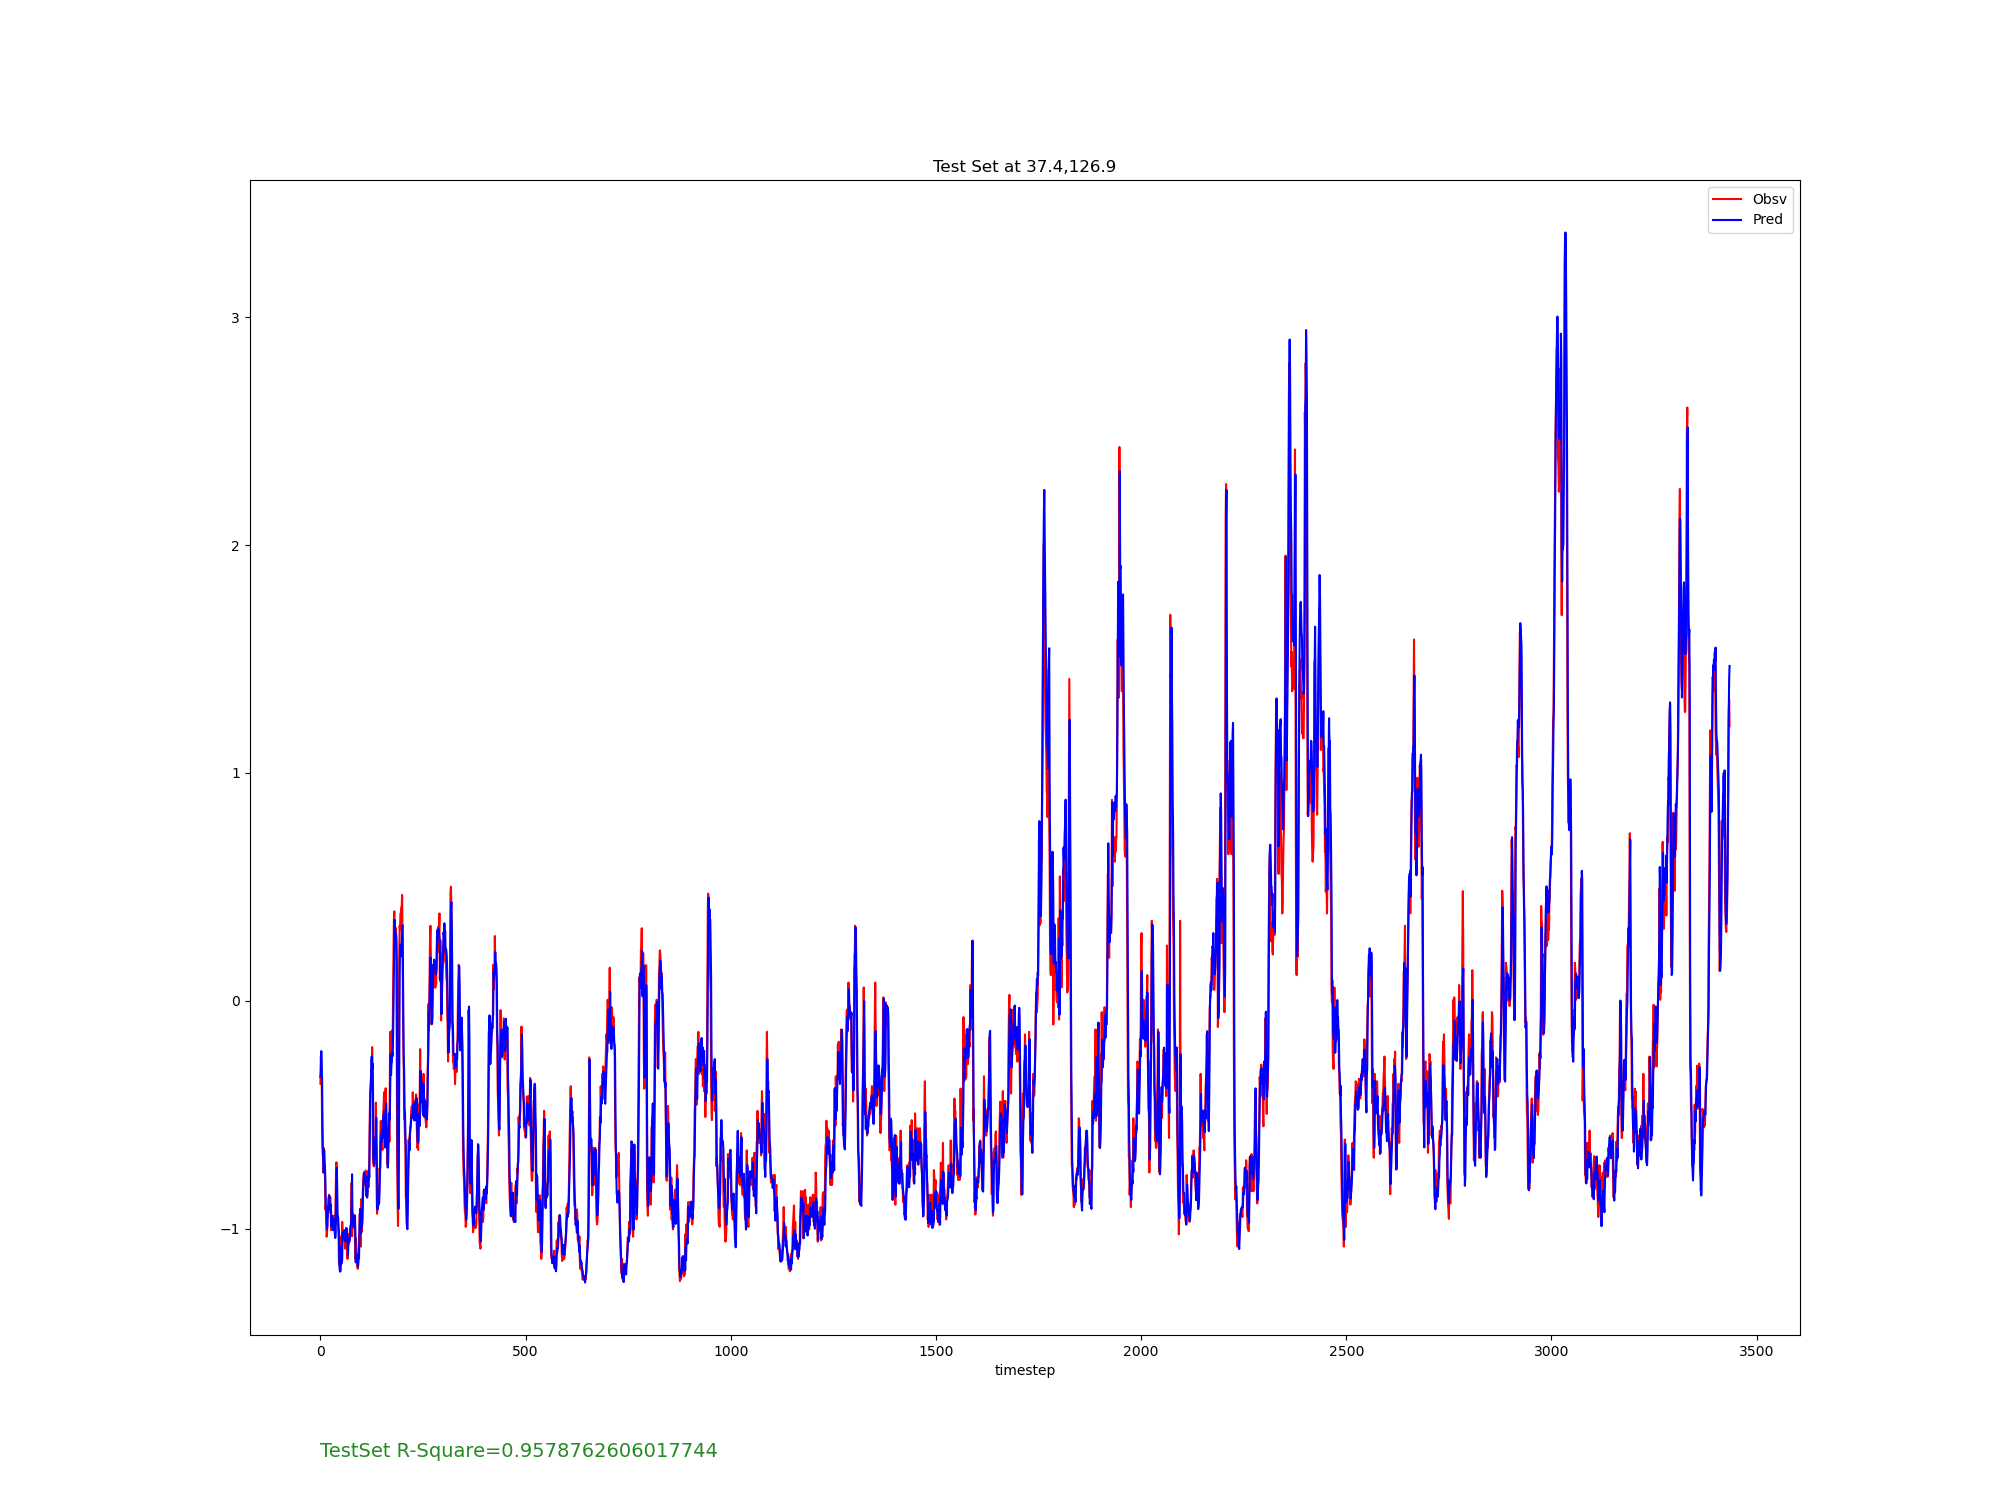 Test Set at 37.4,126.9
Obsv
Pred
3
2
1
0
−1
0 500 1000 1500 2000 2500 3000 3500
timestep
TestSet R-Square=0.9578762606017744